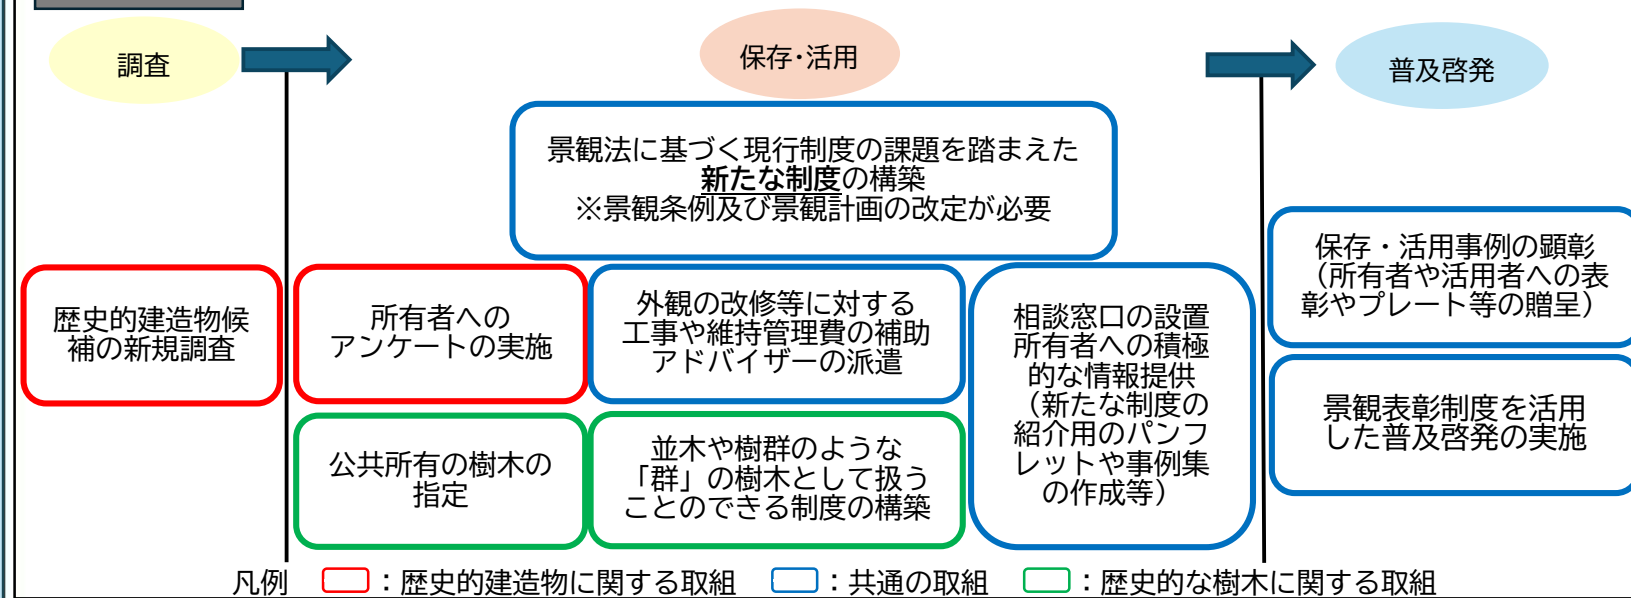 調査
保存・活用
普及啓発
景観法に基づく現行制度の課題を踏まえた
新たな制度の構築
※景観条例及び景観計画の改定が必要
歴史的建造物候
補の新規調査
所有者への
アンケートの実施
外観の改修等に対する
工事や維持管理費の補助
アドバイザーの派遣
公共所有の樹木の
指定
並木や樹群のような
「群」の樹木として扱う
ことのできる制度の構築
相談窓口の設置
所有者への積極
的な情報提供
（新たな制度の
紹介用のパンフ
レットや事例集
の作成等）
保存・活用事例の顕彰
（所有者や活用者への表
彰やプレート等の贈呈）
景観表彰制度を活用
した普及啓発の実施
凡例 ：歴史的建造物に関する取組 ：共通の取組 ：歴史的な樹木に関する取組